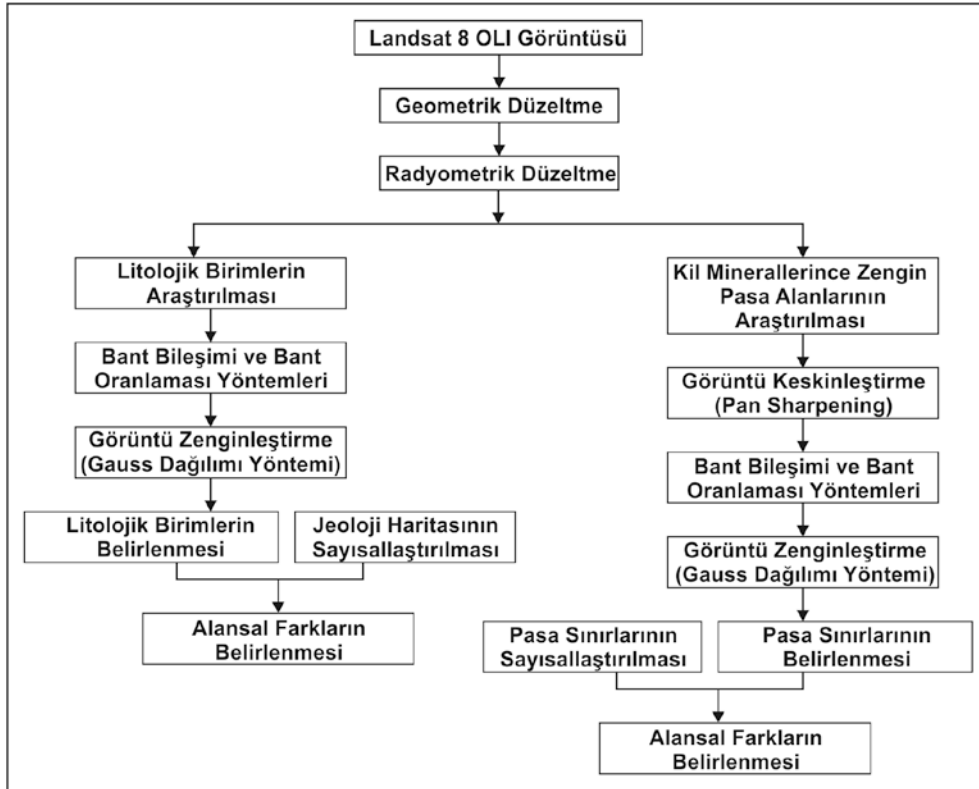 Landsat 8 OLI Görüntüsü
Geometrik Düzeltme
Radyometrik Düzeltme
Litolojik Birimlerin
Araştırılması
Bant Bileşimi ve Bant
Oranlaması Yöntemleri
Görüntü Zenginleştirme
(Gauss Dağılımı Yöntemi)
Litolojik Birimlerin
Belirlenmesi
Jeoloji Haritasının
Sayısallaştırılması
Alansal Farkların
Belirlenmesi
Kil Minerallerince Zengin
Pasa Alanlarının
Araştırılması
Görüntü Keskinleştirme
(Pan Sharpening)
Bant Bileşimi ve Bant
Oranlaması Yöntemleri
Görüntü Zenginleştirme
(Gauss Dağılımı Yöntemi)
Pasa Sınırlarının
Sayısallaştırılması
Pasa Sınırlarının
Belirlenmesi
Alansal Farkların
Belirlenmesi